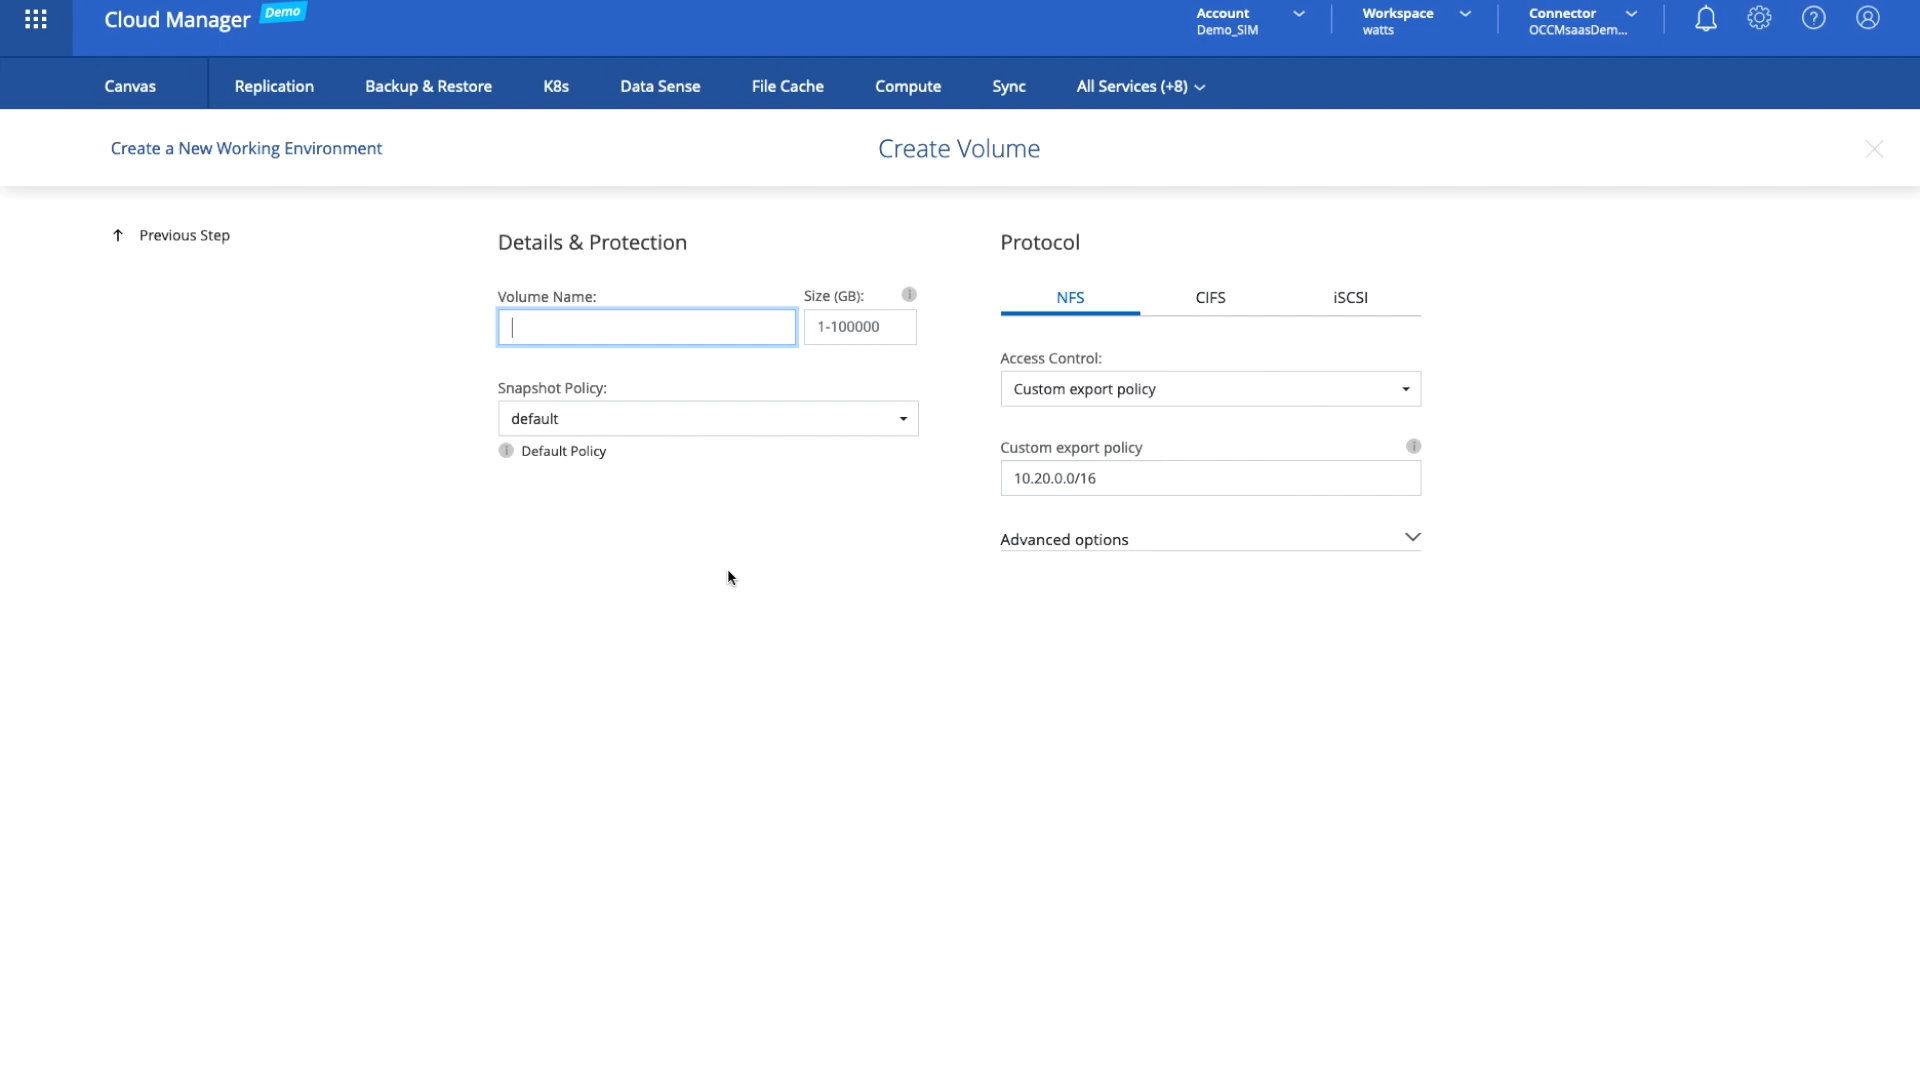 Cloud Manager Demo
Account
Demo_SIM
Workspace
watts
Connector
OCCMsaasDem...
Canvas
Replication
Backup & Restore
K8s
Data Sense
File Cache
Compute
Sync
All Services (+8)
Create a New Working Environment
Create Volume
Previous Step
Details & Protection
Volume Name:
Size (GB):
1-100000
Snapshot Policy:
default
Default Policy
Protocol
NFS
CIFS
iSCSI
Access Control:
Custom export policy
Custom export policy
10.20.0.0/16
Advanced options